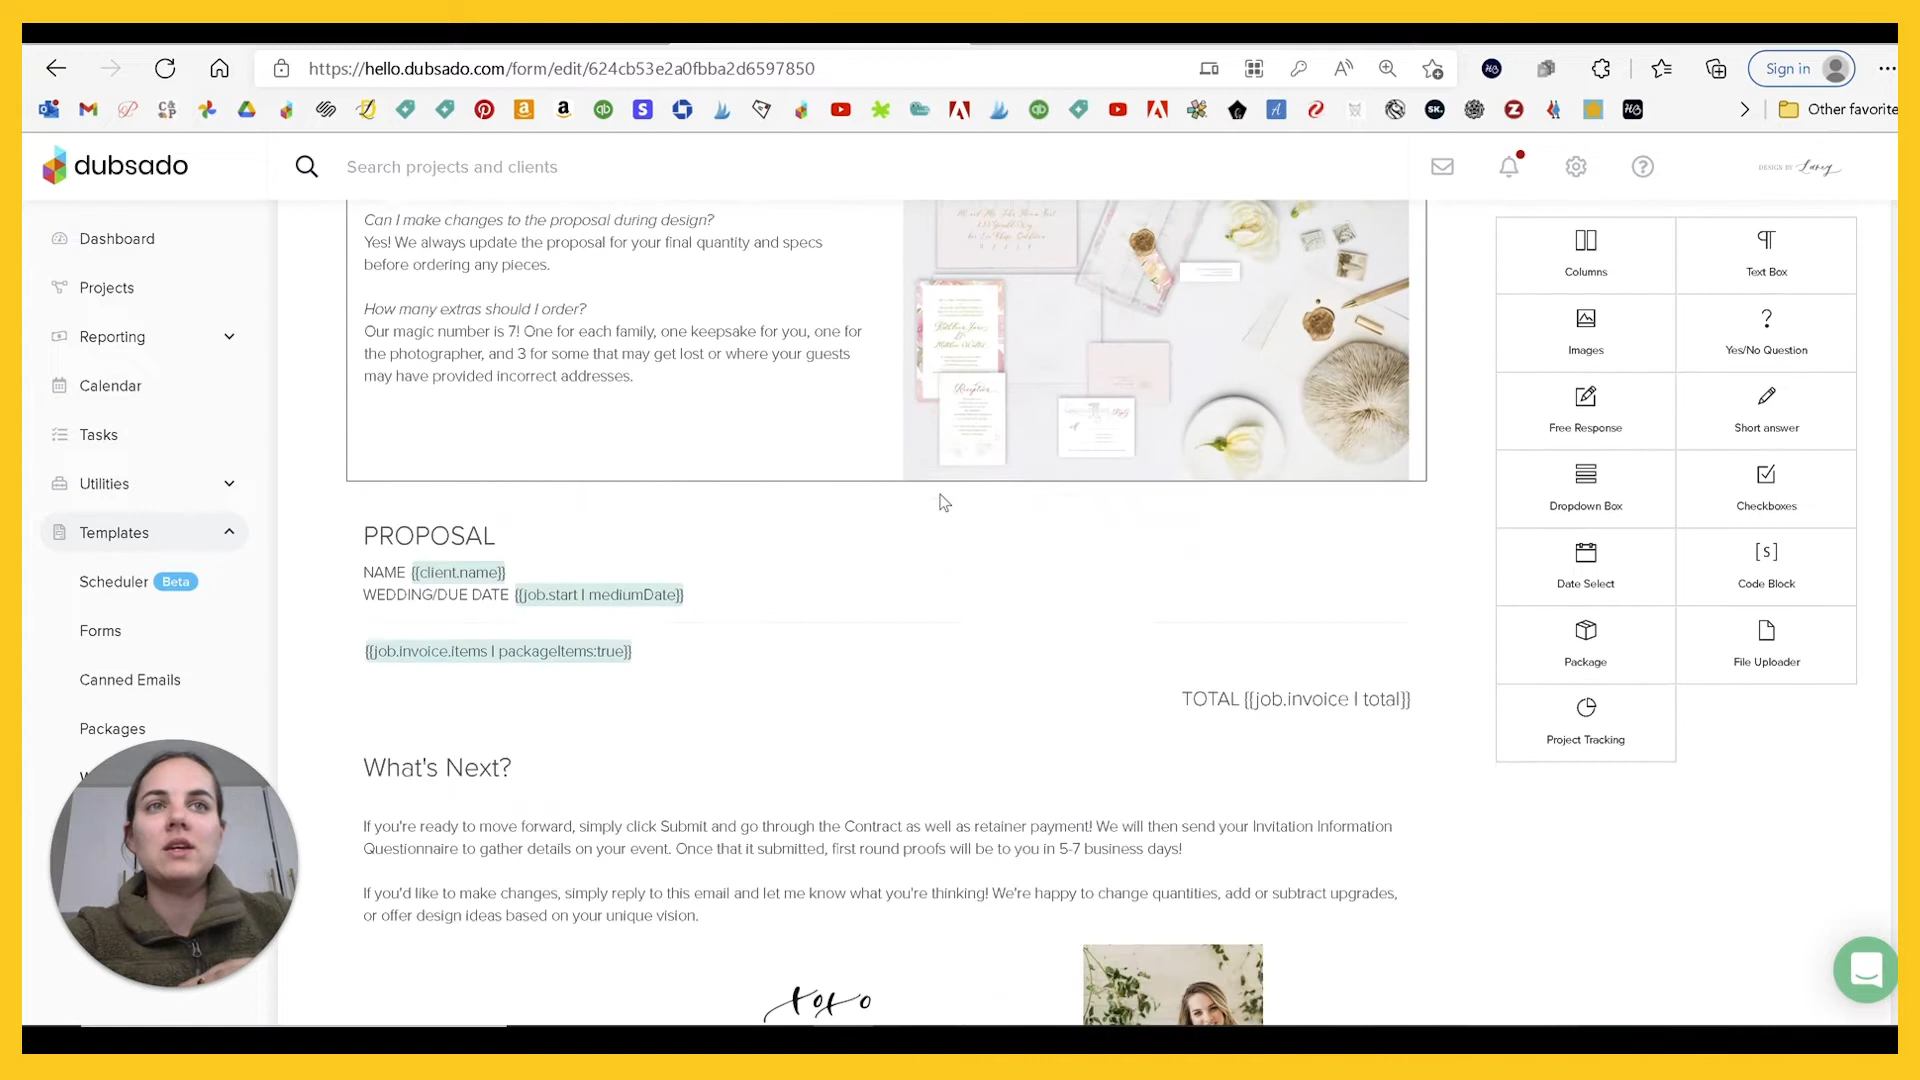 https://hello.dubsado.com/form/edit/624cb53e2a0fbba2d6597850
Sign in
Other favorite
dubsado
Search projects and clients
DESIGN BY Laney
Dashboard
Projects
Reporting
Calendar
Tasks
Utilities
Templates
Scheduler Beta
Forms
Canned Emails
Packages
Can I make changes to the proposal during design?
Yes! We always update the proposal for your final quantity and specs
before ordering any pieces.
How many extras should I order?
Our magic number is 7! One for each family, one keepsake for you, one for
the photographer, and 3 for some that may get lost or where your guests
may have provided incorrect addresses.
Reception
PROPOSAL
NAME {{client.name}}
WEDDING/DUE DATE {{job.start | mediumDate}}
{{job.invoice.items | packageItems:true}}
TOTAL {{job.invoice | total}}
What's Next?
If you're ready to move forward, simply click Submit and go through the Contract as well as retainer payment! We will then send your Invitation Information
Questionnaire to gather details on your event. Once that it submitted, first round proofs will be to you in 5-7 business days!
If you'd like to make changes, simply reply to this email and let me know what you're thinking! We're happy to change quantities, add or subtract upgrades,
or offer design ideas based on your unique vision.
xoxo
Columns
Text Box
Images
Yes/No Question
Free Response
Short answer
Dropdown Box
Checkboxes
Date Select
[s]
Code Block
Package
File Uploader
Project Tracking